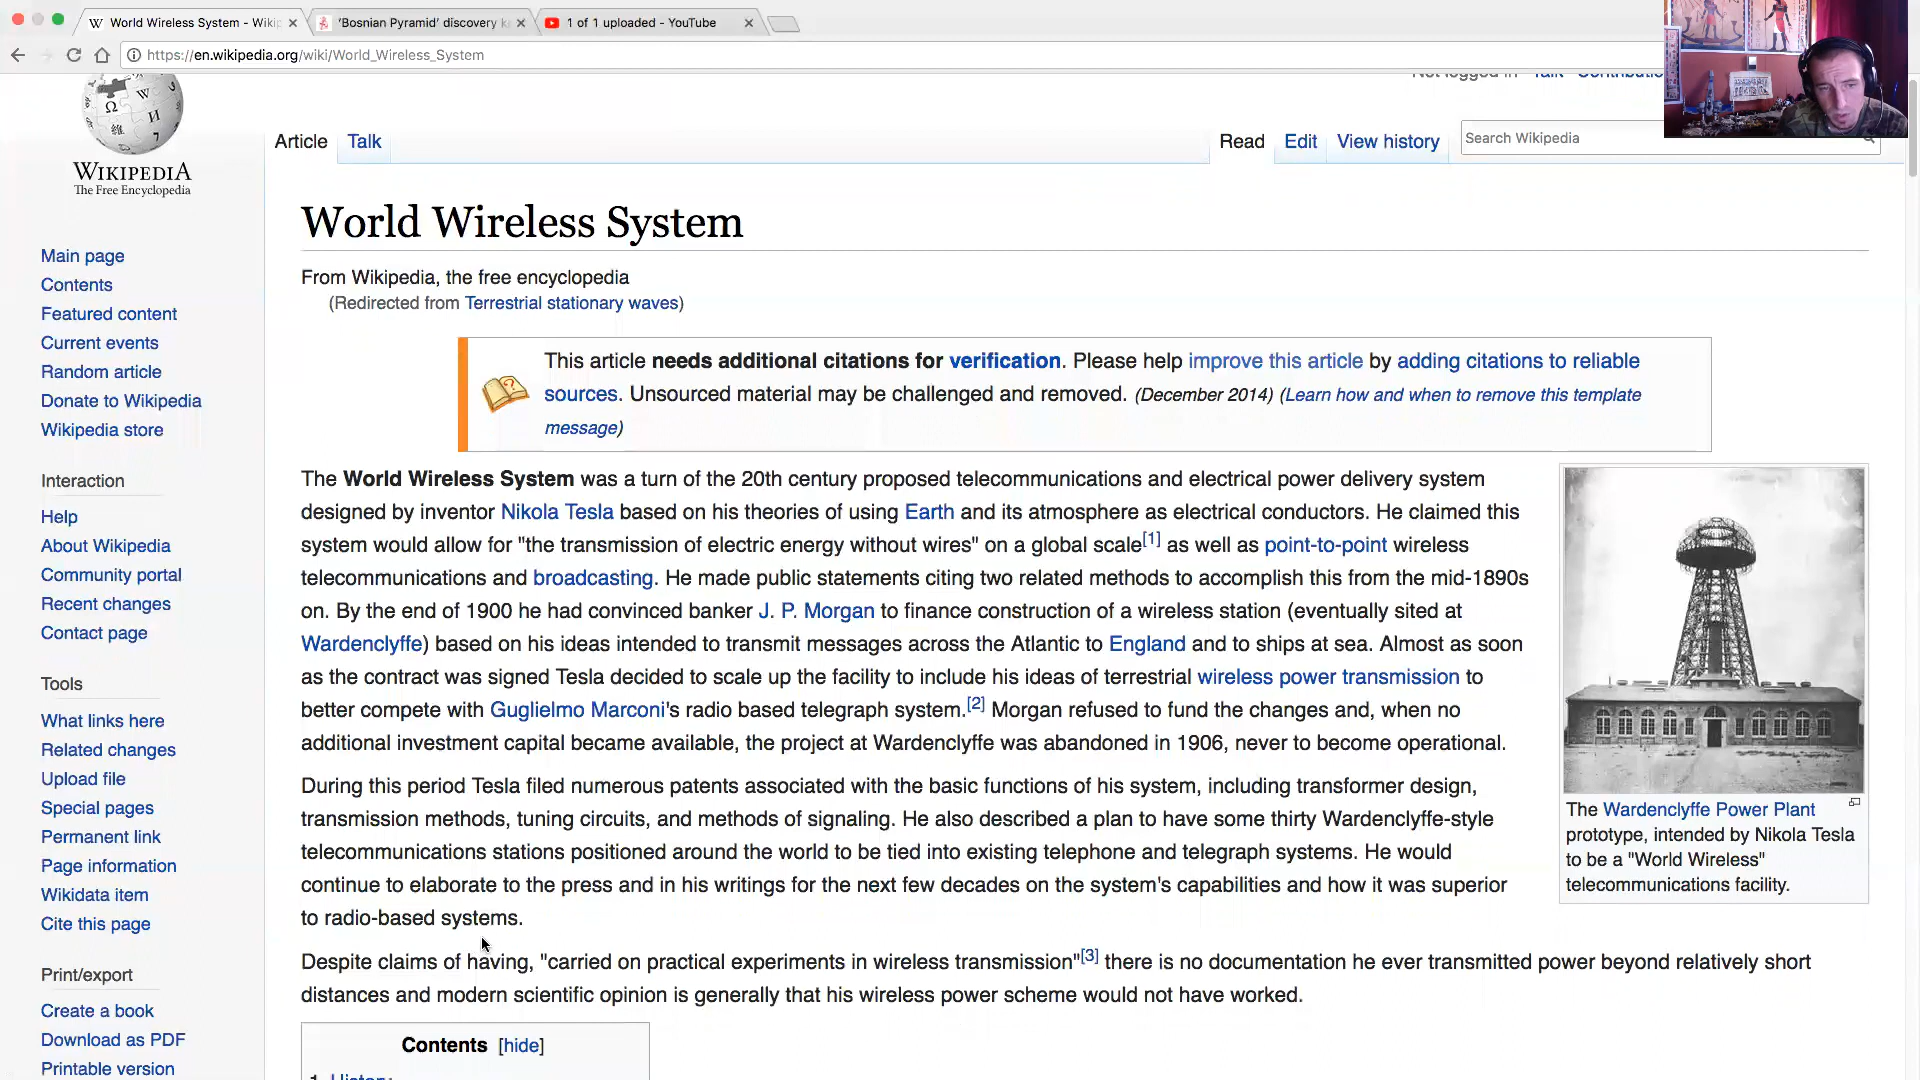 World Wireless System - Wikip
'Bosnian Pyramid' discovery k
1 of 1 uploaded - YouTube
https://en.wikipedia.org/wiki/World_Wireless_System
Not logged in Talk Contributio
WIKIPEDIA
The Free Encyclopedia
Article Talk Read Edit View history Search Wikipedia
World Wireless System
From Wikipedia, the free encyclopedia
(Redirected from Terrestrial stationary waves)
This article needs additional citations for verification. Please help improve this article by adding citations to reliable
sources. Unsourced material may be challenged and removed. (December 2014) (Learn how and when to remove this template
message)
The World Wireless System was a turn of the 20th century proposed telecommunications and electrical power delivery system
designed by inventor Nikola Tesla based on his theories of using Earth and its atmosphere as electrical conductors. He claimed this
system would allow for "the transmission of electric energy without wires" on a global scale[1] as well as point-to-point wireless
telecommunications and broadcasting. He made public statements citing two related methods to accomplish this from the mid-1890s
on. By the end of 1900 he had convinced banker J. P. Morgan to finance construction of a wireless station (eventually sited at
Wardenclyffe) based on his ideas intended to transmit messages across the Atlantic to England and to ships at sea. Almost as soon
as the contract was signed Tesla decided to scale up the facility to include his ideas of terrestrial wireless power transmission to
better compete with Guglielmo Marconi's radio based telegraph system.[2] Morgan refused to fund the changes and, when no
additional investment capital became available, the project at Wardenclyffe was abandoned in 1906, never to become operational.
During this period Tesla filed numerous patents associated with the basic functions of his system, including transformer design,
transmission methods, tuning circuits, and methods of signaling. He also described a plan to have some thirty Wardenclyffe-style
telecommunications stations positioned around the world to be tied into existing telephone and telegraph systems. He would
continue to elaborate to the press and in his writings for the next few decades on the system's capabilities and how it was superior
to radio-based systems.
Despite claims of having, "carried on practical experiments in wireless transmission"[3] there is no documentation he ever transmitted power beyond relatively short
distances and modern scientific opinion is generally that his wireless power scheme would not have worked.
The Wardenclyffe Power Plant
prototype, intended by Nikola Tesla
to be a "World Wireless"
telecommunications facility.
Contents [hide]
1 History
Main page
Contents
Featured content
Current events
Random article
Donate to Wikipedia
Wikipedia store
Interaction
Help
About Wikipedia
Community portal
Recent changes
Contact page
Tools
What links here
Related changes
Upload file
Special pages
Permanent link
Page information
Wikidata item
Cite this page
Print/export
Create a book
Download as PDF
Printable version